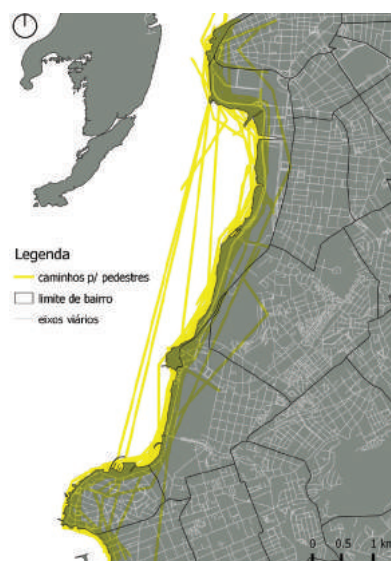 Legenda
caminhos p/ pedestres
limite de bairro
eixos viários
0 0.5 1 km